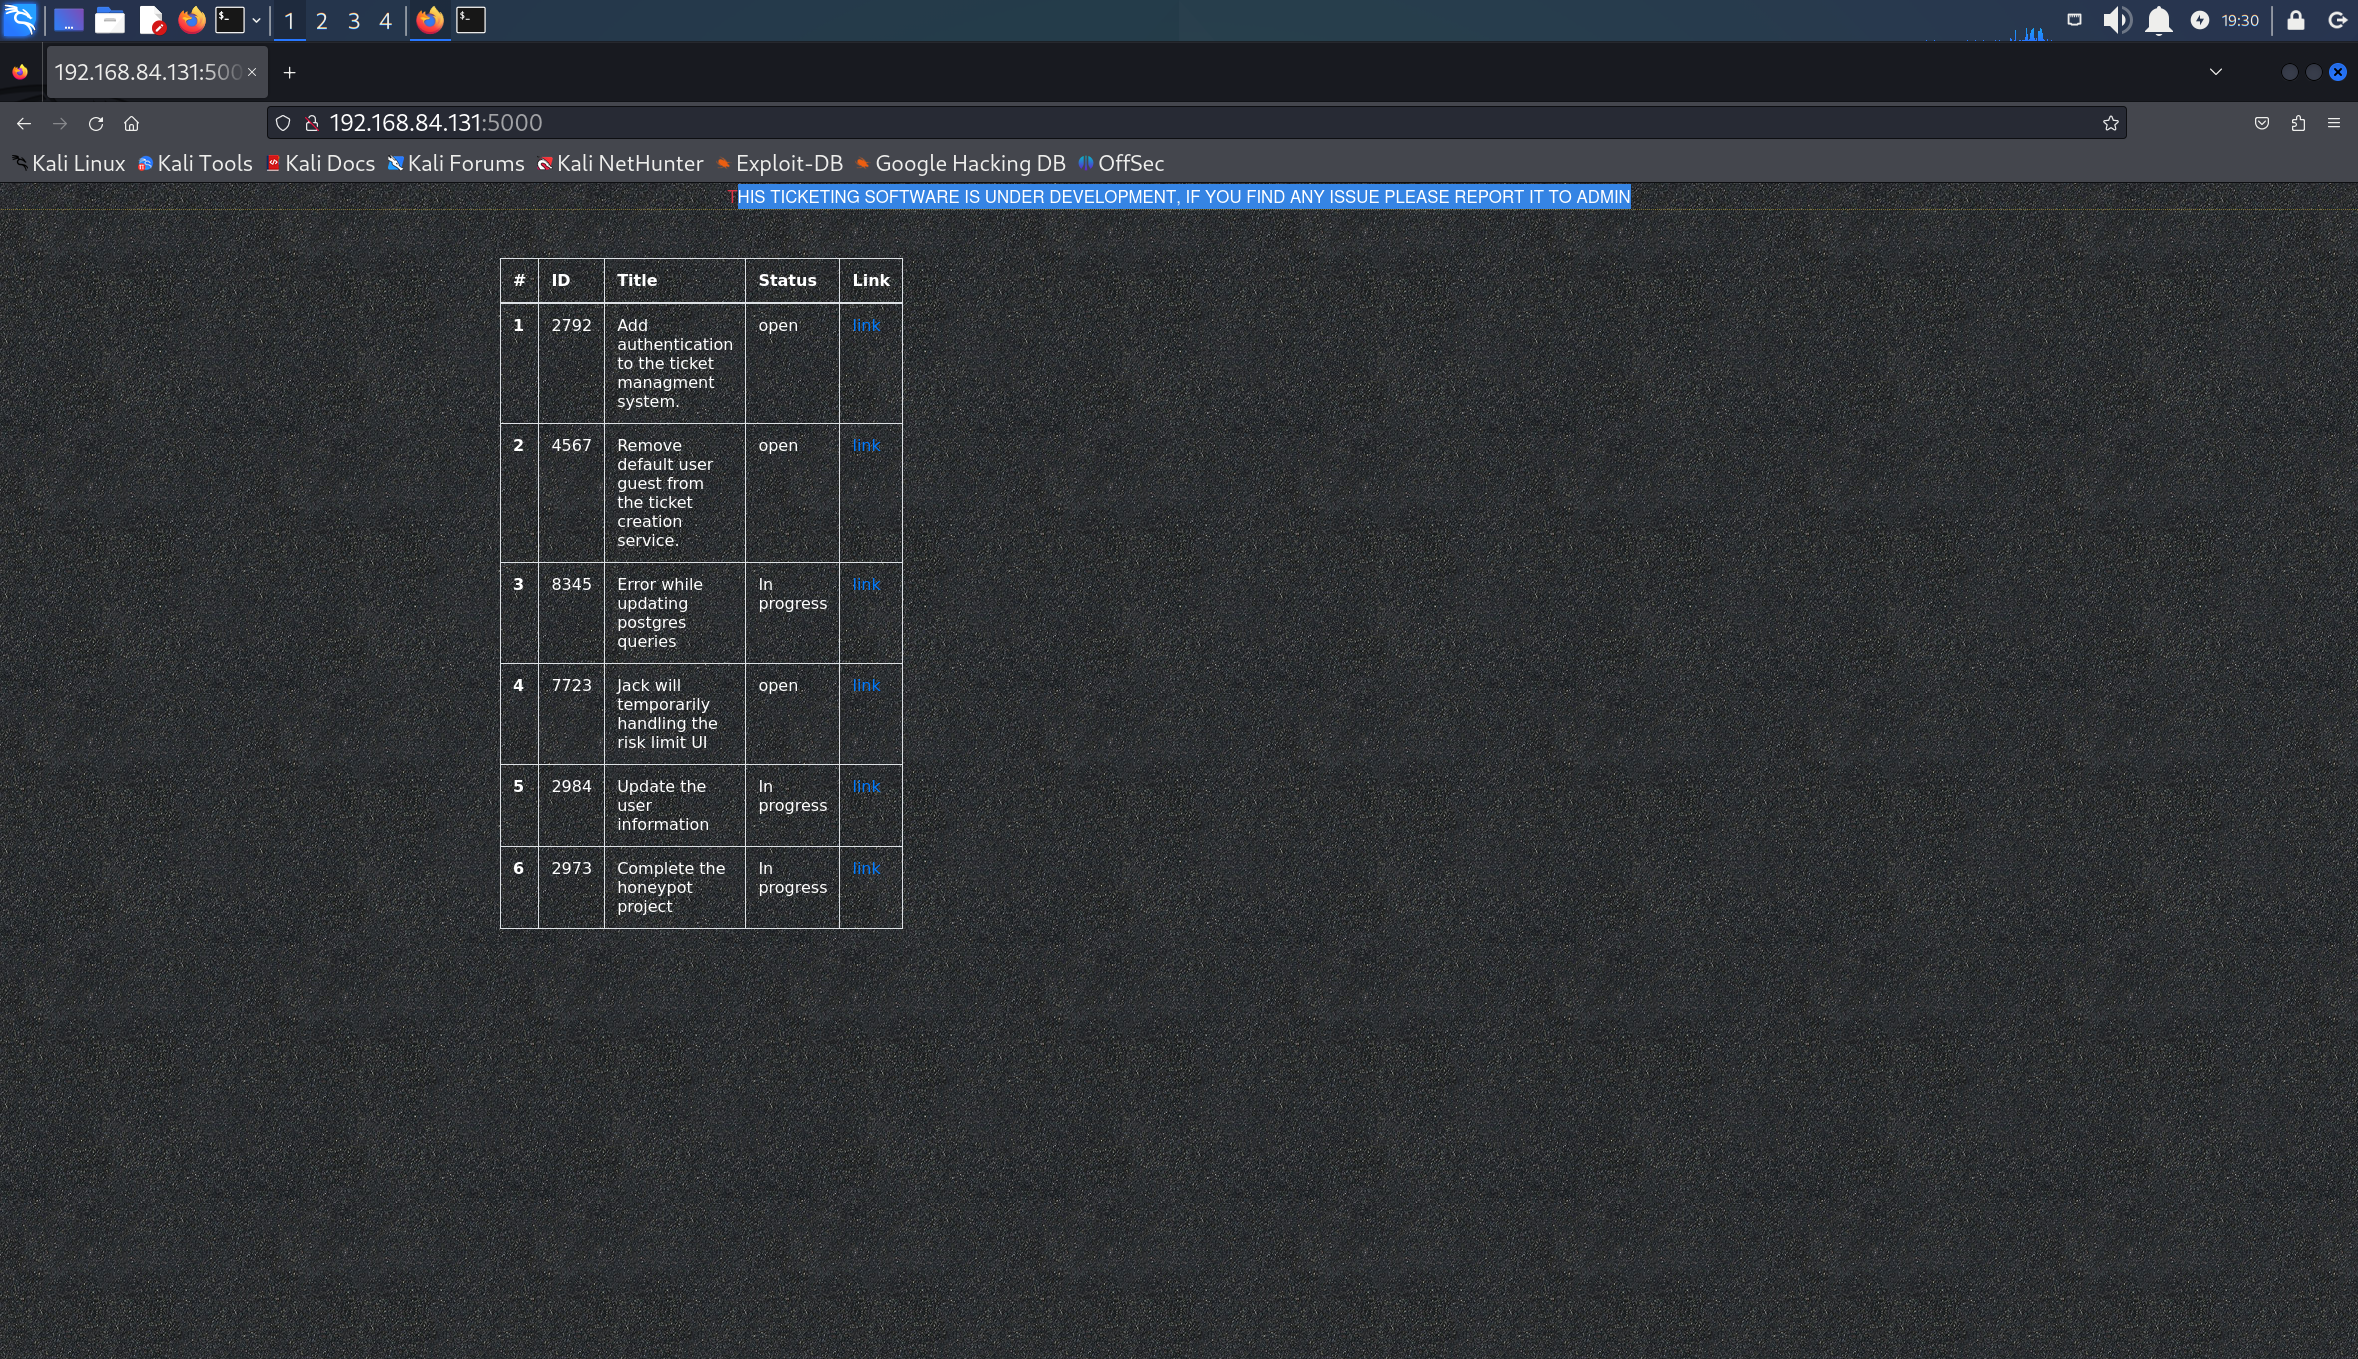 1 2 3 4 19:30
192.168.84.131:500
192.168.84.131:5000
Kali Linux Kali Tools Kali Docs Kali Forums Kali NetHunter Exploit-DB Google Hacking DB OffSec
THIS TICKETING SOFTWARE IS UNDER DEVELOPMENT, IF YOU FIND ANY ISSUE PLEASE REPORT IT TO ADMIN
# ID Title Status Link
1 2792 Add open link
authentication
to the ticket
managment
system.
2 4567 Remove open link
default user
guest from
the ticket
creation
service.
3 8345 Error while In link
updating progress
postgres
queries
4 7723 Jack will open link
temporarily
handling the
risk limit UI
5 2984 Update the In link
user progress
information
6 2973 Complete the In link
honeypot progress
project